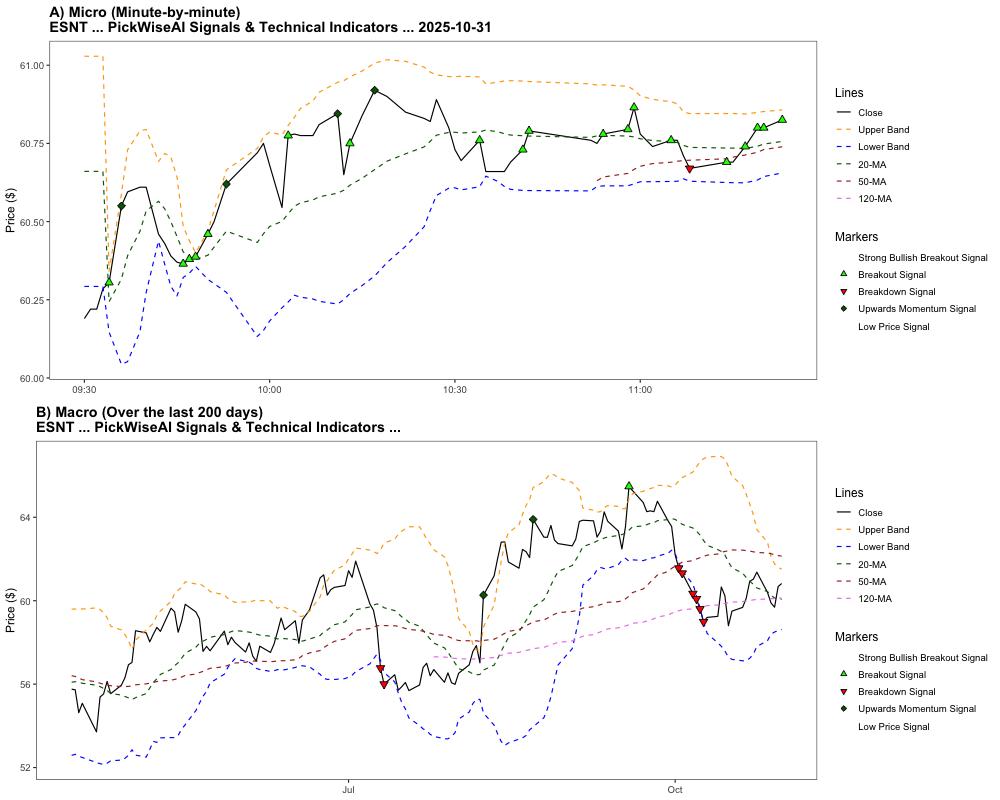 A) Micro (Minute-by-minute)
ESNT ... PickWiseAI Signals & Technical Indicators ... 2025-10-31
Price ($)
61.00
60.75
60.50
60.25
60.00
09:30
10:00
10:30
11:00
Lines
Close
Upper Band
Lower Band
20-MA
50-MA
120-MA
Markers
Strong Bullish Breakout Signal
Breakout Signal
Breakdown Signal
Upwards Momentum Signal
Low Price Signal
B) Macro (Over the last 200 days)
ESNT ... PickWiseAI Signals & Technical Indicators ...
Price ($)
64
60
56
52
Jul
Oct
Lines
Close
Upper Band
Lower Band
20-MA
50-MA
120-MA
Markers
Strong Bullish Breakout Signal
Breakout Signal
Breakdown Signal
Upwards Momentum Signal
Low Price Signal